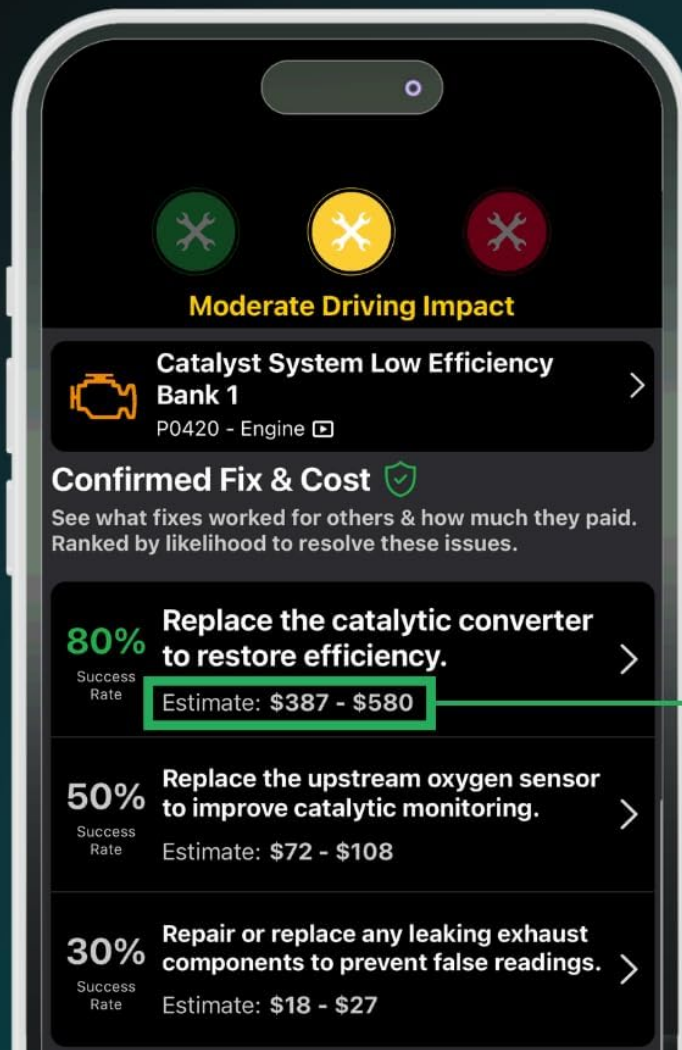 Moderate Driving Impact
Catalyst System Low Efficiency
Bank 1
P0420 - Engine
Confirmed Fix & Cost
See what fixes worked for others & how much they paid.
Ranked by likelihood to resolve these issues.
80%
Success
Rate
Replace the catalytic converter
to restore efficiency.
Estimate: $387 - $580
50%
Success
Rate
Replace the upstream oxygen sensor
to improve catalytic monitoring.
Estimate: $72 - $108
30%
Success
Rate
Repair or replace any leaking exhaust
components to prevent false readings.
Estimate: $18 - $27